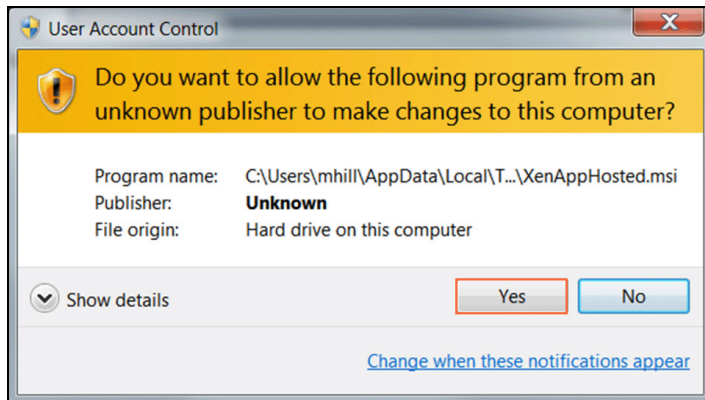 User Account Control
Do you want to allow the following program from an
unknown publisher to make changes to this computer?
Program name: C:\Users\mhill\AppData\Local\T...\XenAppHosted.msi
Publisher: Unknown
File origin: Hard drive on this computer
Show details Yes No
Change when these notifications appear